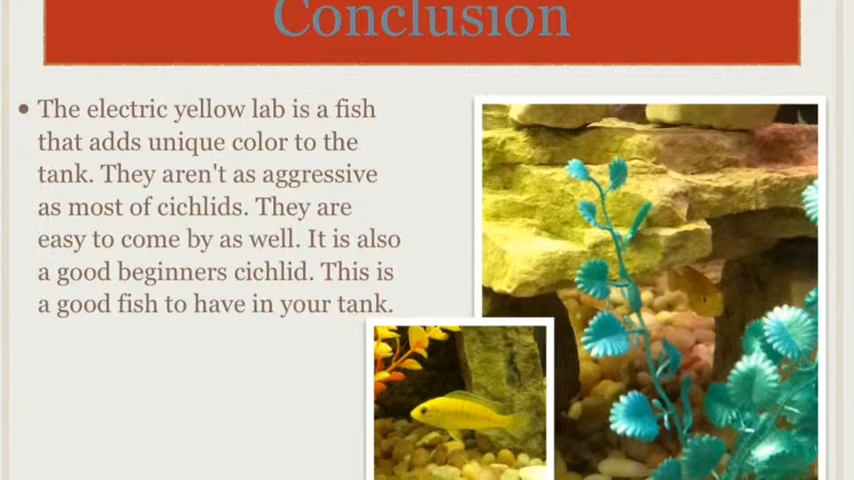 Conclusion
• The electric yellow lab is a fish
that adds unique color to the
tank. They aren't as aggressive
as most of cichlids. They are
easy to come by as well. It is also
a good beginners cichlid. This is
a good fish to have in your tank.